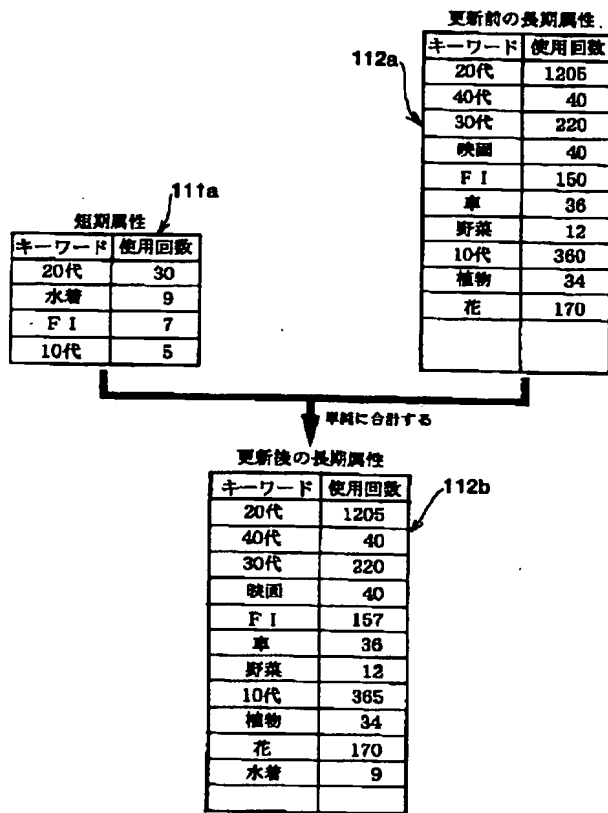 更新前の長期属性
112a
キーワード 使用回数
20代 1205
40代 40
30代 220
映画 40
FI 150
車 36
野菜 12
10代 360
植物 34
花 170
111a
短期属性
キーワード 使用回数
20代 30
水着 9
FI 7
10代 5
単純に合計する
更新後の長期属性
112b
キーワード 使用回数
20代 1205
40代 40
30代 220
映画 40
FI 157
車 36
野菜 12
10代 365
植物 34
花 170
水着 9